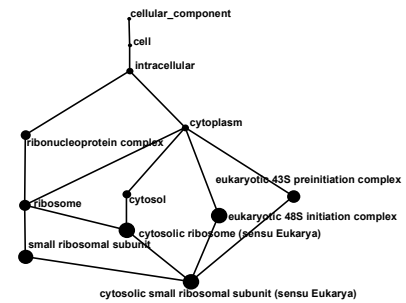 cellular_component
cell
intracellular
cytoplasm
ribonucleoprotein complex
eukaryotic 43S preinitiation complex
ribosome
cytosol
eukaryotic 48S initiation complex
cytosolic ribosome (sensu Eukarya)
small ribosomal subunit
cytosolic small ribosomal subunit (sensu Eukarya)